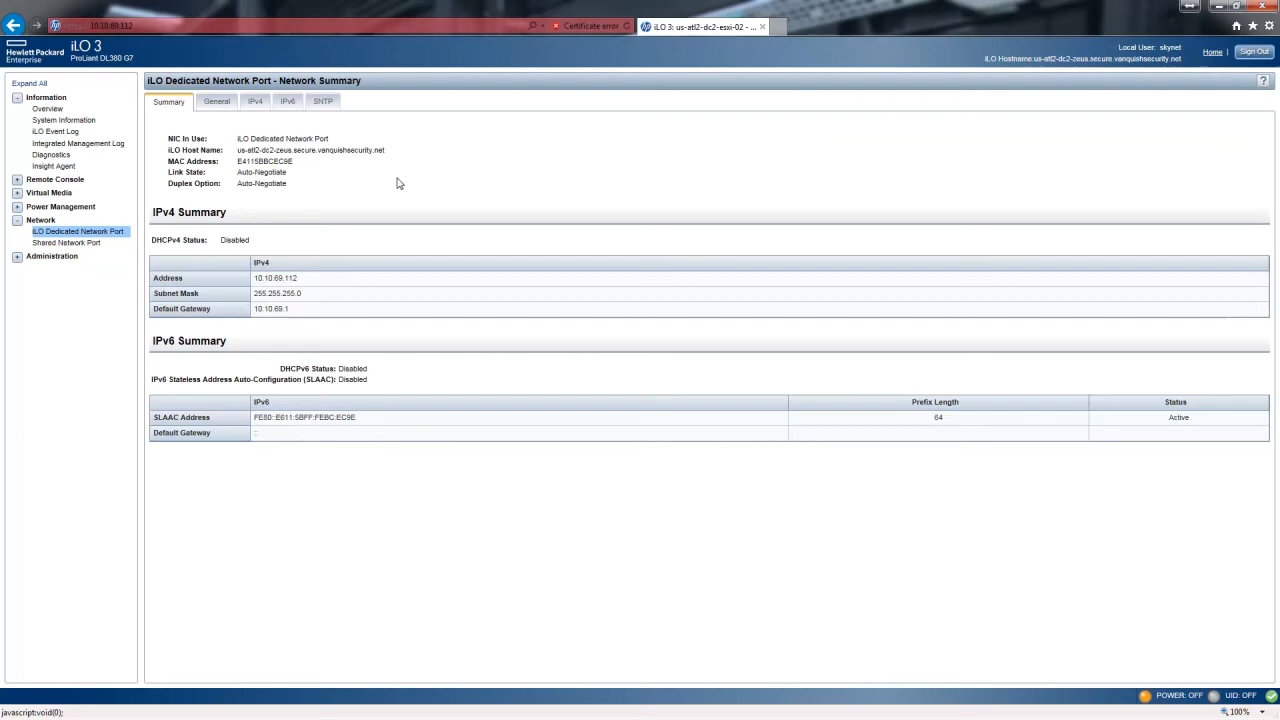 10.10.69.112
Certificate error
iLO 3: us-atl2-dc2-esxi-02 - ...
Hewlett Packard
Enterprise
iLO 3
ProLiant DL380 G7
Local User: skynet
iLO Hostname:us-atl2-dc2-zeus.secure.vanquishsecurity.net
Home
Sign Out
Expand All
Information
Overview
System Information
iLO Event Log
Integrated Management Log
Diagnostics
Insight Agent
Remote Console
Virtual Media
Power Management
Network
iLO Dedicated Network Port
Shared Network Port
Administration
iLO Dedicated Network Port - Network Summary
?
Summary General IPv4 IPv6 SNTP
NIC In Use: iLO Dedicated Network Port
iLO Host Name: us-atl2-dc2-zeus.secure.vanquishsecurity.net
MAC Address: E4115BBCEC9E
Link State: Auto-Negotiate
Duplex Option: Auto-Negotiate
IPv4 Summary
DHCPv4 Status: Disabled
IPv4
Address 10.10.69.112
Subnet Mask 255.255.255.0
Default Gateway 10.10.69.1
IPv6 Summary
DHCPv6 Status: Disabled
IPv6 Stateless Address Auto-Configuration (SLAAC): Disabled
IPv6 Prefix Length Status
SLAAC Address FE80::E611:5BFF:FEBC:EC9E 64 Active
Default Gateway ::
POWER: OFF UID: OFF
javascript:void(0);
100%